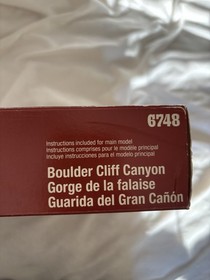 6748
Instructions included for main model
Instructions comprises pour le modèle principal
Incluye instrucciones para el modelo principal
Boulder Cliff Canyon
Gorge de la falaise
Guarida del Gran Cañón